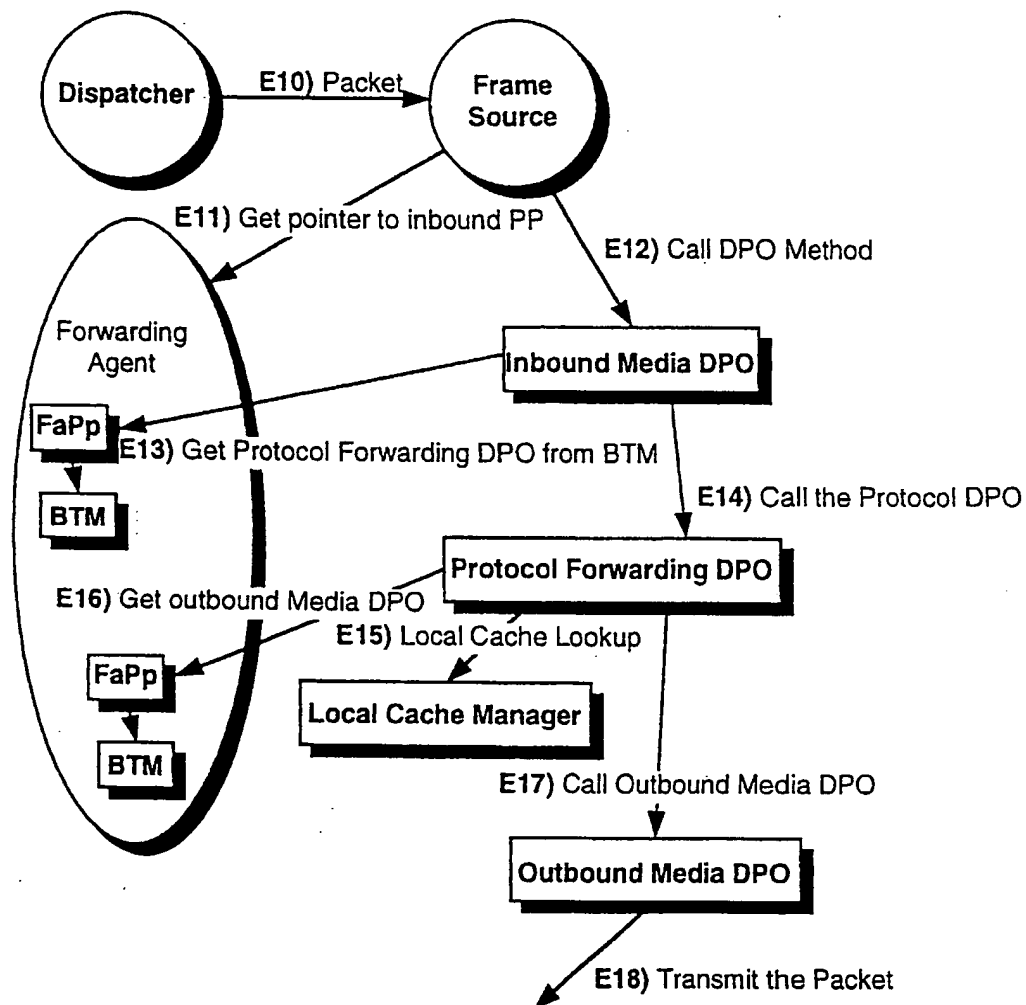 Dispatcher
E10) Packet
Frame
Source
E11) Get pointer to inbound PP
E12) Call DPO Method
Forwarding
Agent
Inbound Media DPO
FaPp
E13) Get Protocol Forwarding DPO from BTM
BTM
E14) Call the Protocol DPO
Protocol Forwarding DPO
E16) Get outbound Media DPO
E15) Local Cache Lookup
FaPp
Local Cache Manager
BTM
E17) Call Outbound Media DPO
Outbound Media DPO
E18) Transmit the Packet